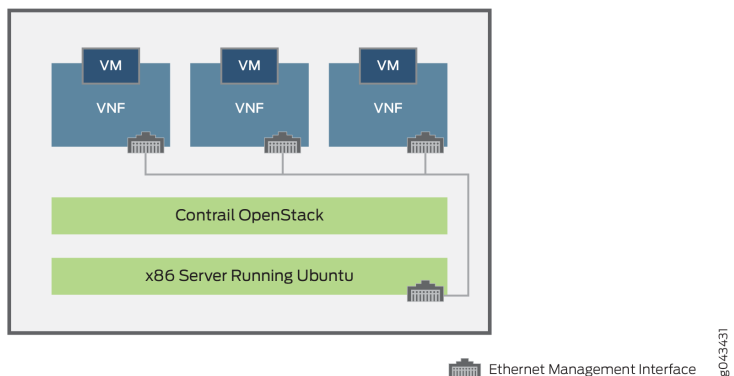 VM
VM
VM
VNF
VNF
VNF
Contrail OpenStack
x86 Server Running Ubuntu
Ethernet Management Interface
g043431